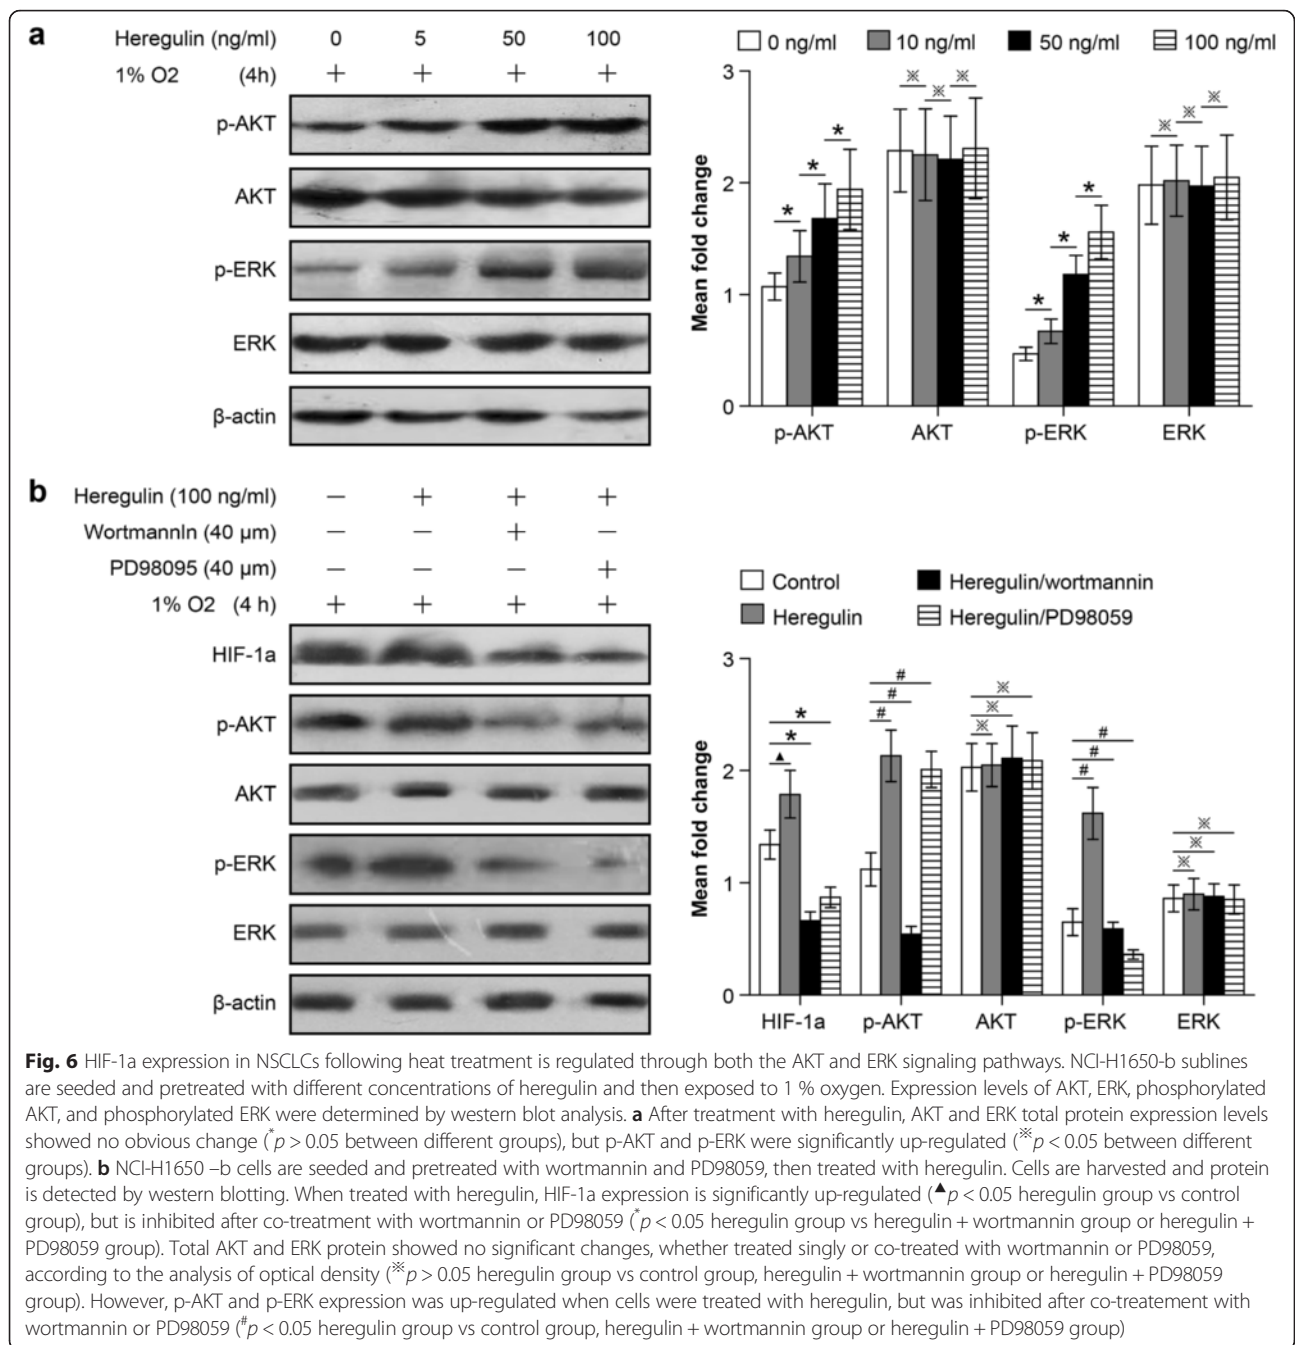 a
Heregulin (ng/ml) 0 5 50 100
1% O2 (4h) + + + +
p-AKT
AKT
p-ERK
ERK
β-actin
0 ng/ml 10 ng/ml 50 ng/ml 100 ng/ml
Mean fold change
3
2
1
0
* * * ※ ※ ※ * * * ※ ※ ※
p-AKT AKT p-ERK ERK
b
Heregulin (100 ng/ml) − + + +
WortmannIn (40 μm) − − + −
PD98095 (40 μm) − − − +
1% O2 (4 h) + + + +
HIF-1a
p-AKT
AKT
p-ERK
ERK
β-actin
Control Heregulin/wortmannin
Heregulin Heregulin/PD98059
Mean fold change
3
2
1
0
▲ * * # # # ※ ※ ※ # # # ※ ※ ※
HIF-1a p-AKT AKT p-ERK ERK
Fig. 6 HIF-1a expression in NSCLCs following heat treatment is regulated through both the AKT and ERK signaling pathways. NCI-H1650-b sublines
are seeded and pretreated with different concentrations of heregulin and then exposed to 1 % oxygen. Expression levels of AKT, ERK, phosphorylated
AKT, and phosphorylated ERK were determined by western blot analysis. a After treatment with heregulin, AKT and ERK total protein expression levels
showed no obvious change (*p > 0.05 between different groups), but p-AKT and p-ERK were significantly up-regulated (※p < 0.05 between different
groups). b NCI-H1650 –b cells are seeded and pretreated with wortmannin and PD98059, then treated with heregulin. Cells are harvested and protein
is detected by western blotting. When treated with heregulin, HIF-1a expression is significantly up-regulated (▲p < 0.05 heregulin group vs control
group), but is inhibited after co-treatment with wortmannin or PD98059 (*p < 0.05 heregulin group vs heregulin + wortmannin group or heregulin +
PD98059 group). Total AKT and ERK protein showed no significant changes, whether treated singly or co-treated with wortmannin or PD98059,
according to the analysis of optical density (※p > 0.05 heregulin group vs control group, heregulin + wortmannin group or heregulin + PD98059
group). However, p-AKT and p-ERK expression was up-regulated when cells were treated with heregulin, but was inhibited after co-treatement with
wortmannin or PD98059 (#p < 0.05 heregulin group vs control group, heregulin + wortmannin group or heregulin + PD98059 group)